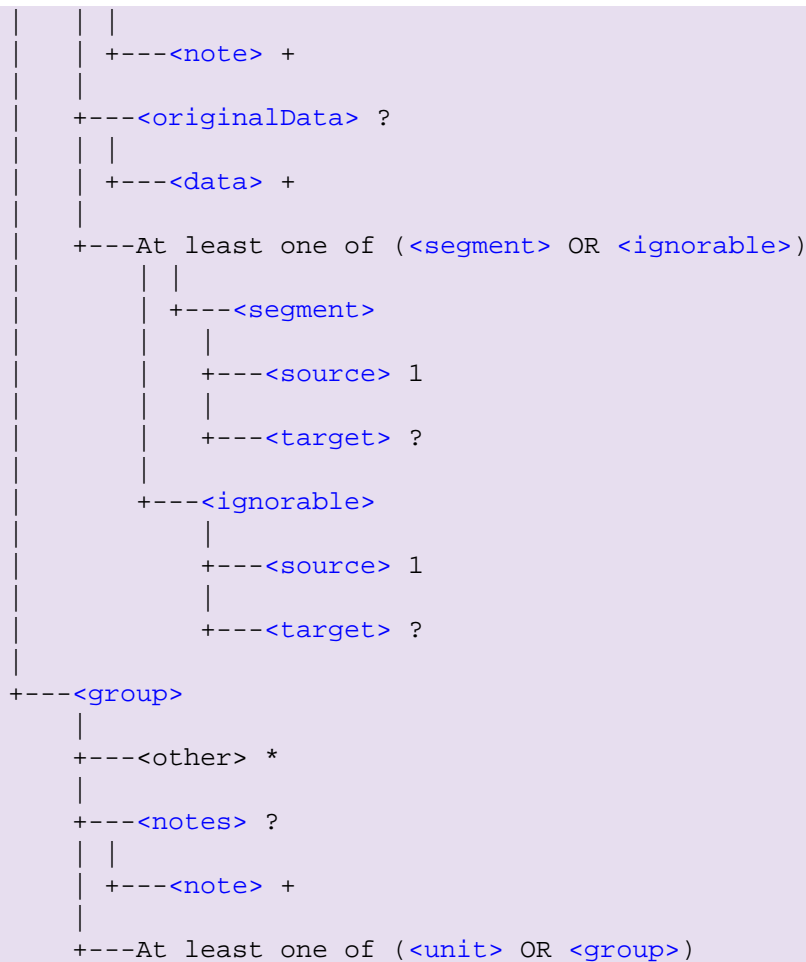 |    | |
|    | +---<note> +
|    |
|    +---<originalData> ?
|    | |
|    | +---<data> +
|    |
|    +---At least one of (<segment> OR <ignorable>)
|        | |
|        | +---<segment>
|        |   |
|        |   +---<source> 1
|        |   |
|        |   +---<target> ?
|        |
|        +---<ignorable>
|            |
|            +---<source> 1
|            |
|            +---<target> ?
|
+---<group>
    |
    +---<other> *
    |
    +---<notes> ?
    | |
    | +---<note> +
    |
    +---At least one of (<unit> OR <group>)